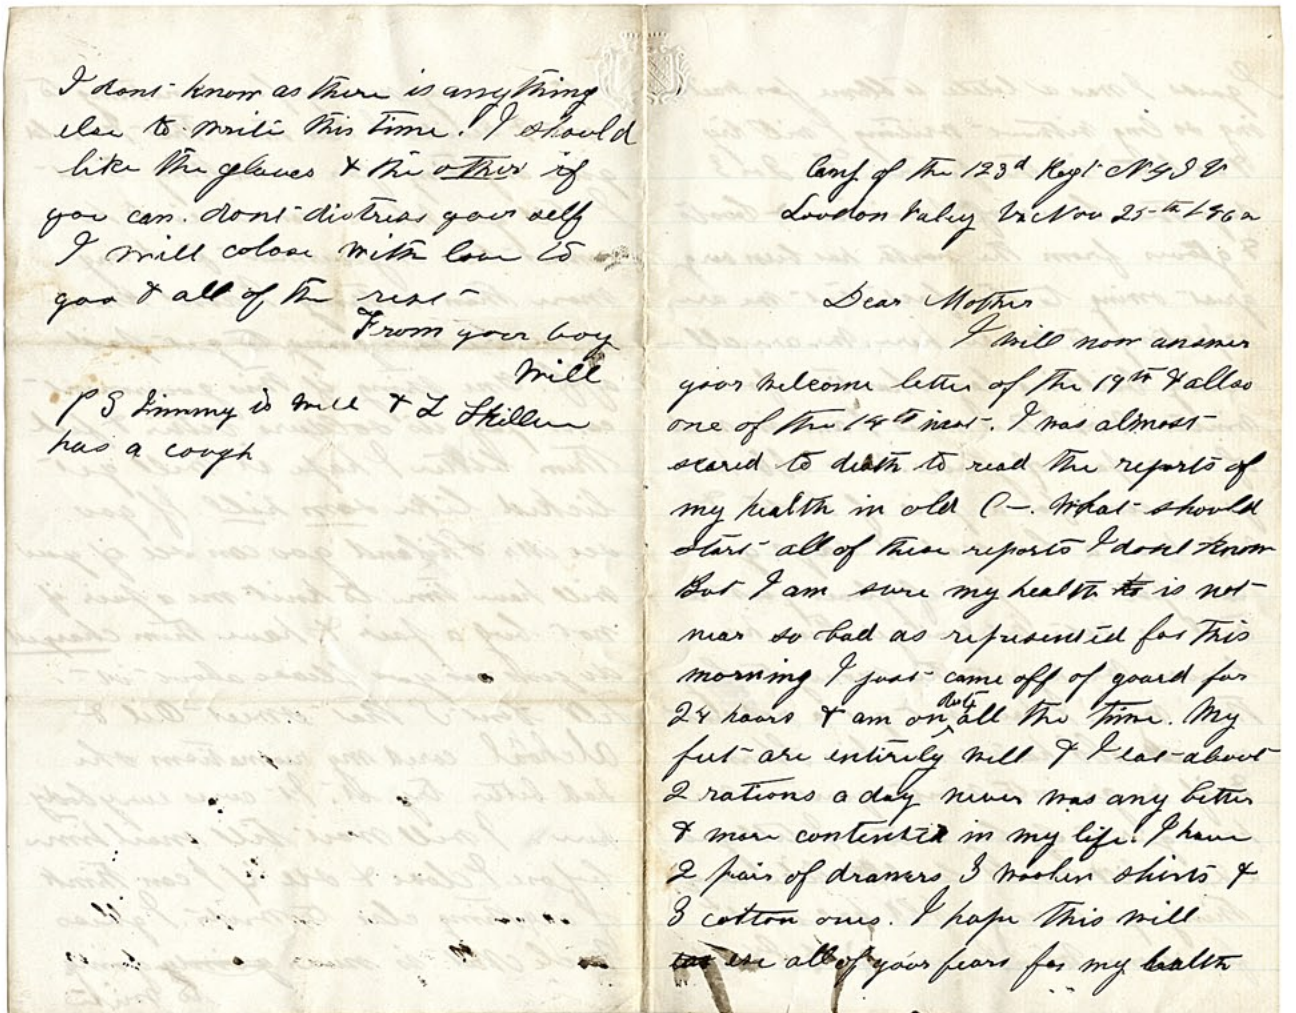 I dont know as there is anything
else to write this time. I should
like the gloves & the other if
you can. dont distress your self
I will colose with love to
you & all of the rest
From your boy
Will
P S Jimmy is well & L Skillen
has a cough
Camp of the 123d Regt N Y S V
Loudon Valey Va Nov 25th 1862
Dear Mother
I will now answer
your welcome letter of the 19th & allso
one of the 18th inst. I was almost
scared to death to read the reports of
my health in old C—. What should
start all of these reports I dont know
But I am sure my health is not
near so bad as represented for this
morning I just came off of guard for
24 hours & am on duty all the time. My
feet are entirely well & I eat about
2 rations a day never was any better
& more contented in my life. I have
2 pair of drawers 3 woolen shirts &
3 cotton ones. I hope this will
ese all of your fears for my health